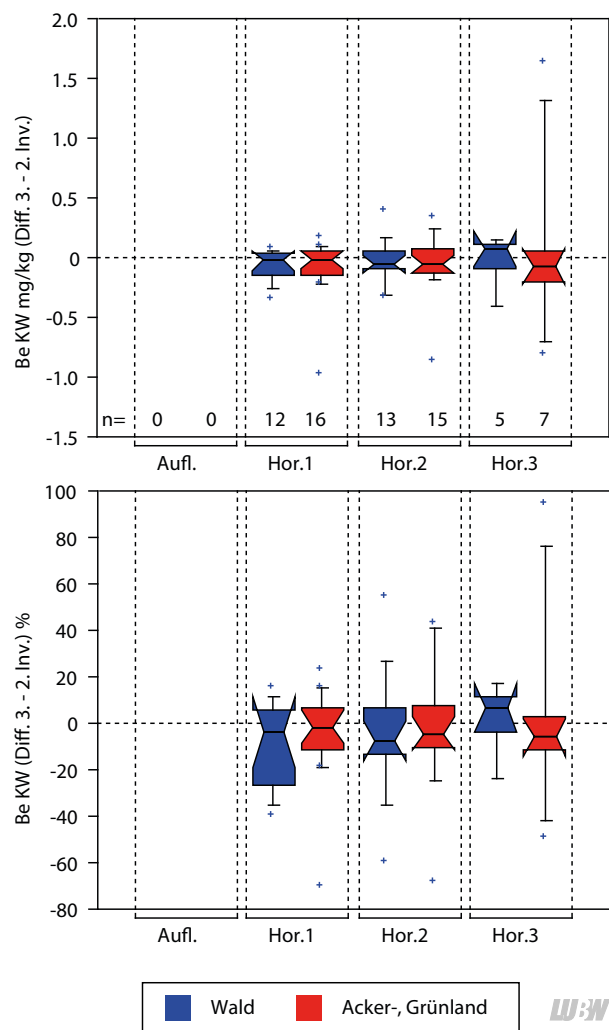 Be KW mg/kg (Diff. 3. - 2. Inv.)
2.0
1.5
1.0
0.5
0
-0.5
-1.0
-1.5
n= 0 0 12 16 13 15 5 7
Aufl. Hor.1 Hor.2 Hor.3
Be KW (Diff. 3. - 2. Inv.) %
100
80
60
40
20
0
-20
-40
-60
-80
Aufl. Hor.1 Hor.2 Hor.3
Wald Acker-, Grünland
LUBW